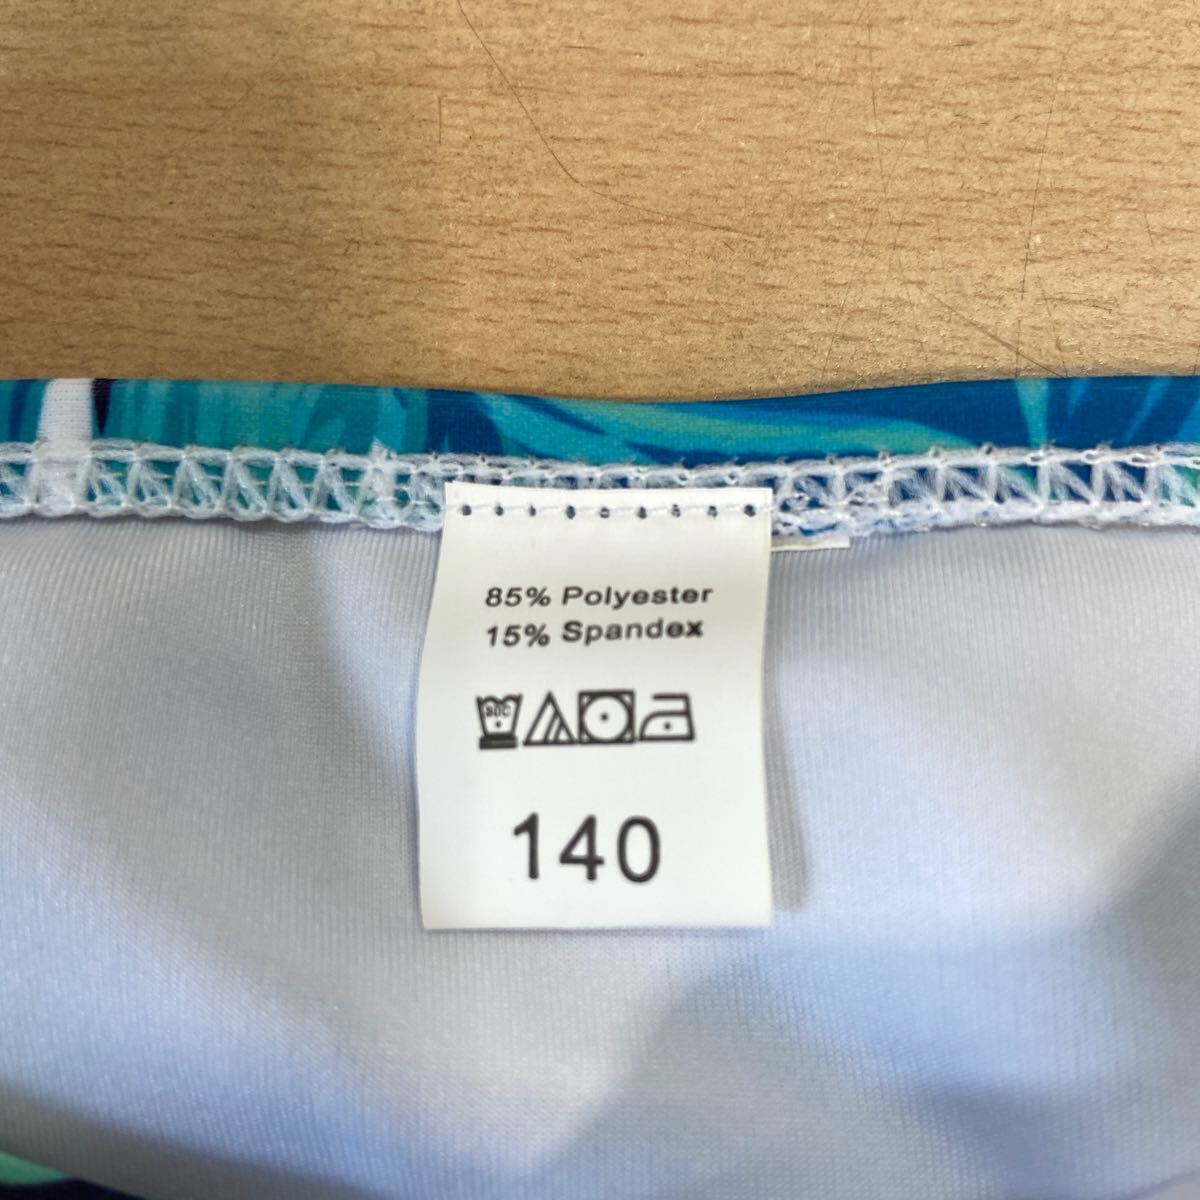 85% Polyester
15% Spandex
140